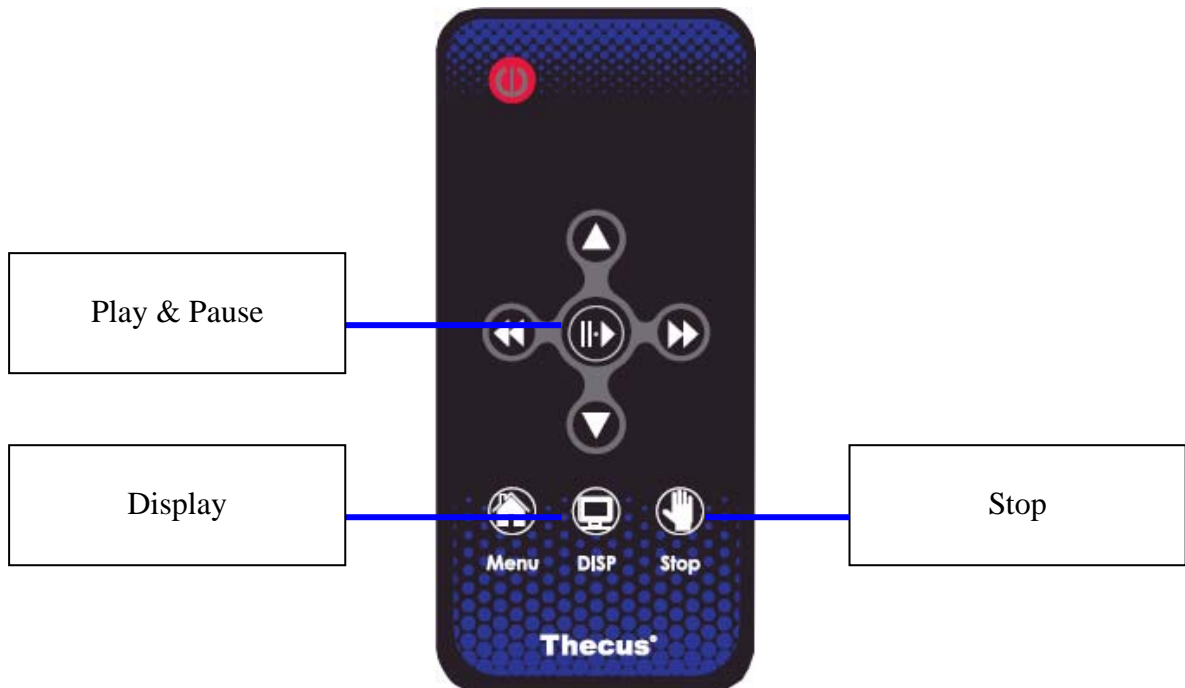 Play & Pause
Display
Stop
Menu DISP Stop
Thecus®